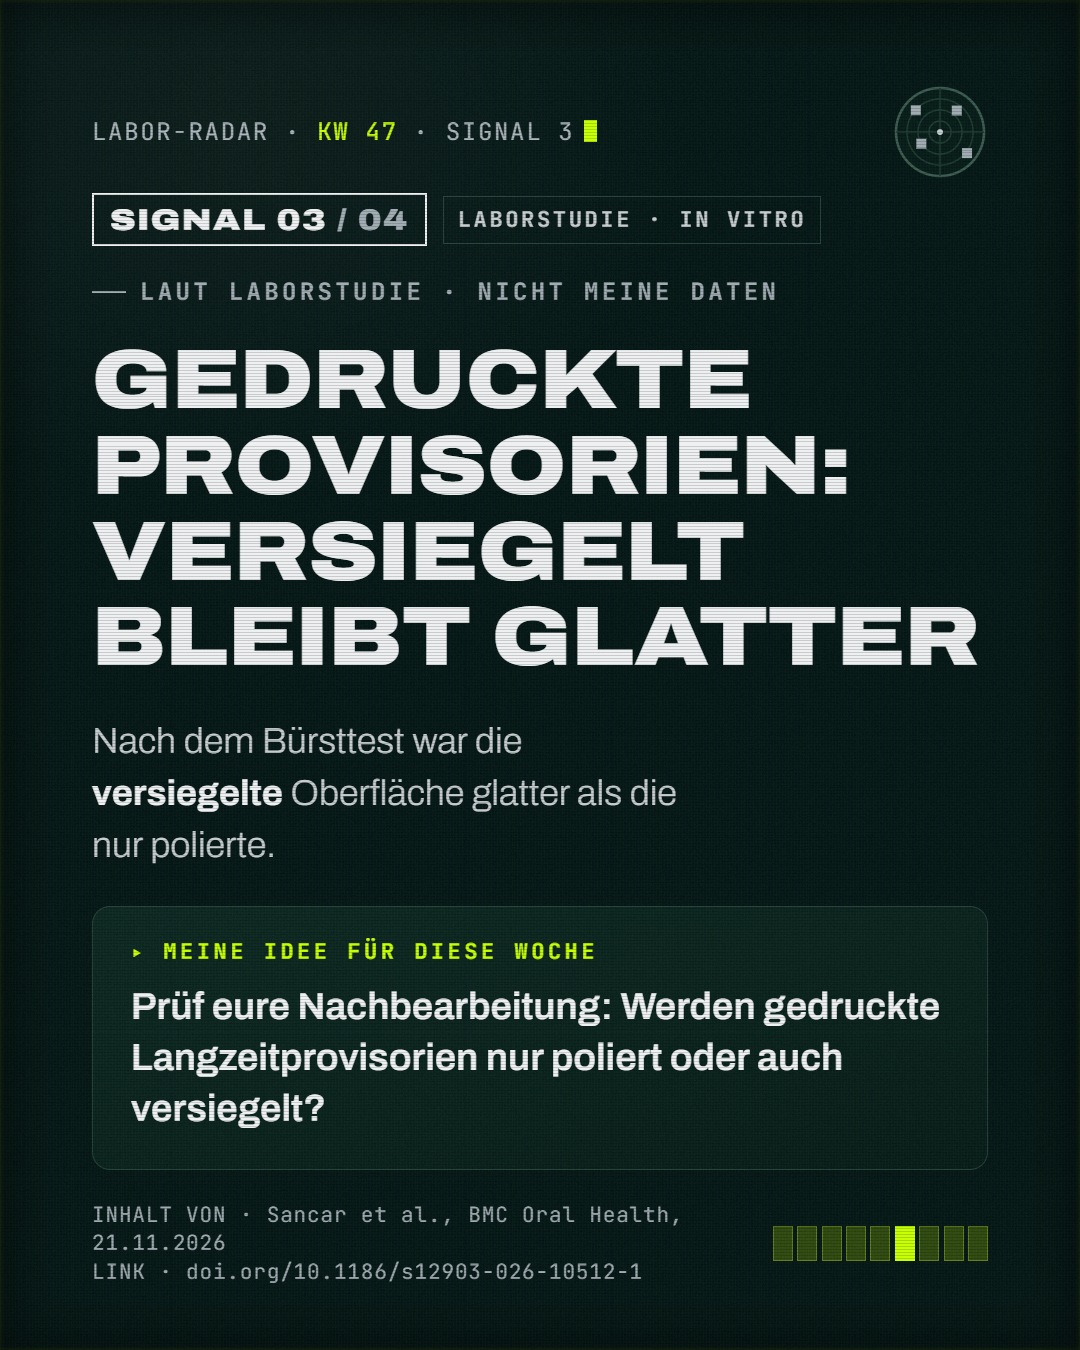 LABOR-RADAR · KW 47 · SIGNAL 3
SIGNAL 03 / 04
LABORSTUDIE · IN VITRO
LAUT LABORSTUDIE · NICHT MEINE DATEN
GEDRUCKTE
PROVISORIEN:
VERSIEGELT
BLEIBT GLATTER
Nach dem Bürsttest war die
versiegelte Oberfläche glatter als die
nur polierte.
▸ MEINE IDEE FÜR DIESE WOCHE
Prüf eure Nachbearbeitung: Werden gedruckte
Langzeitprovisorien nur poliert oder auch
versiegelt?
INHALT VON · Sancar et al., BMC Oral Health,
21.11.2026
LINK · doi.org/10.1186/s12903-026-10512-1